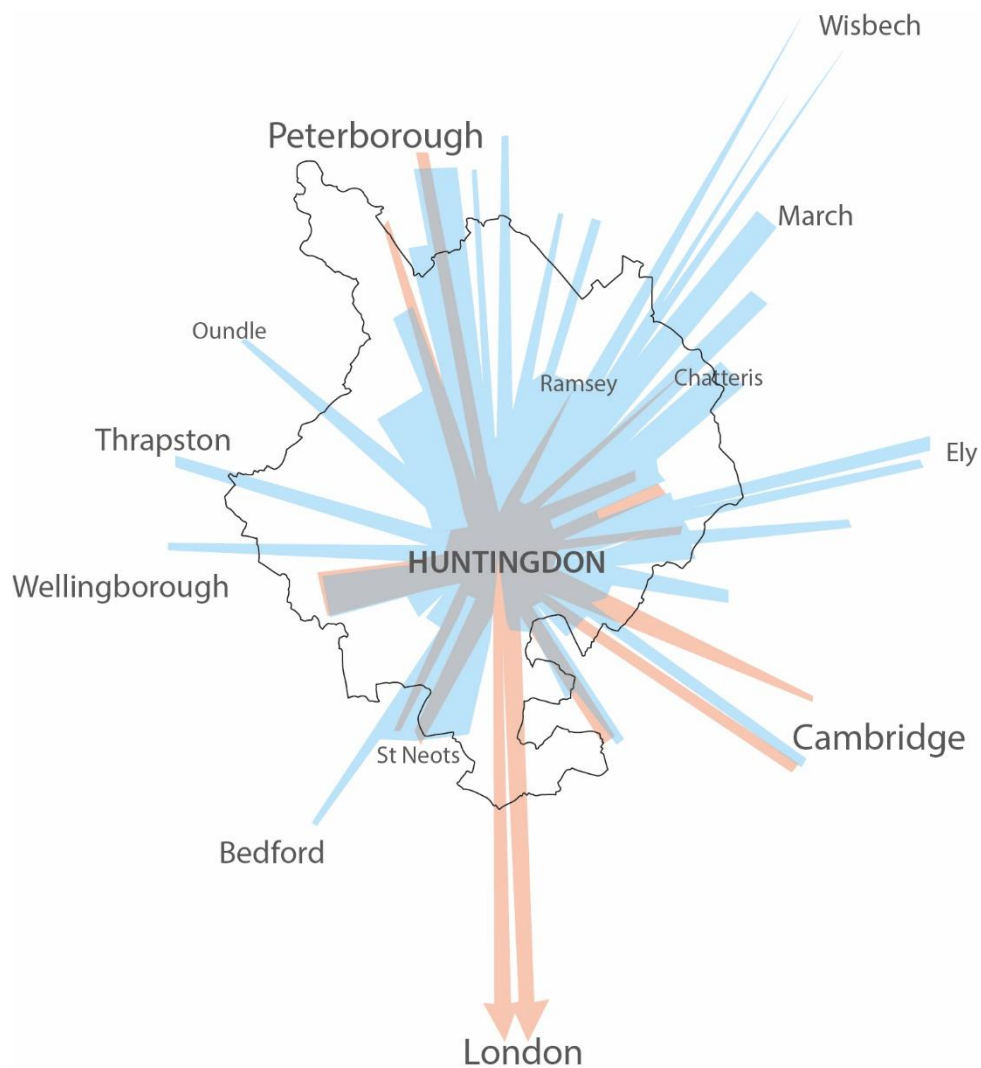 Wisbech
Peterborough
March
Oundle
Ramsey
Chatteris
Thrapston
Ely
HUNTINGDON
Wellingborough
Cambridge
St Neots
Bedford
London